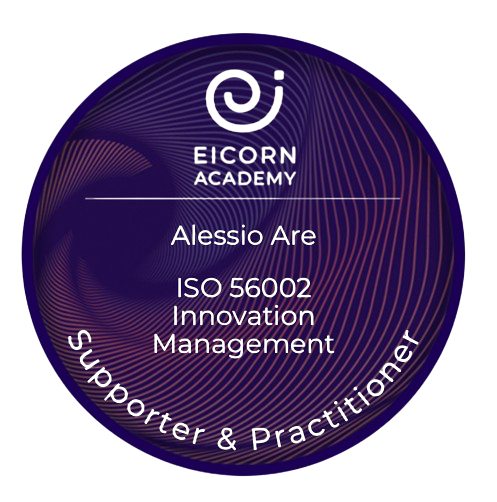 EICORN
ACADEMY
Alessio Are
ISO 56002
Innovation
Management
Supporter & Practitioner